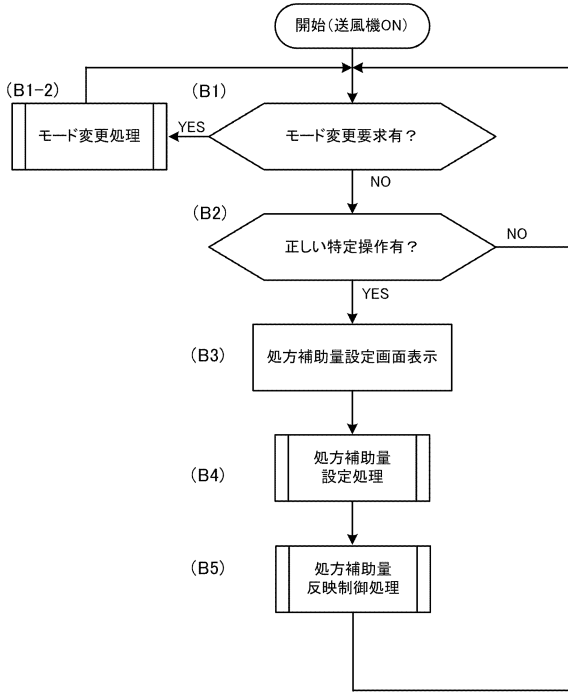 開始(送風機ON)
(B1-2)
(B1)
モード変更処理
YES
モード変更要求有?
NO
(B2)
正しい特定操作有?
NO
YES
(B3)
処方補助量設定画面表示
(B4)
処方補助量
設定処理
(B5)
処方補助量
反映制御処理